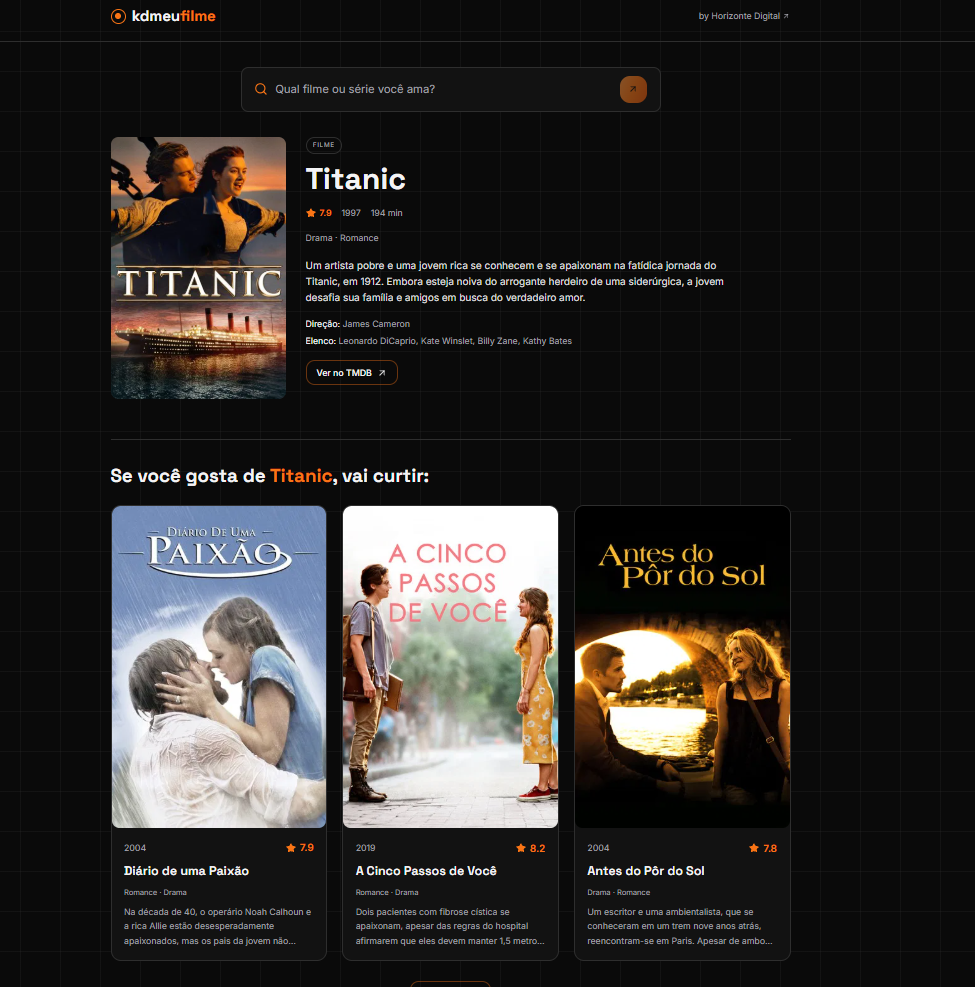 kdmeufilme
by Horizonte Digital ↗
Qual filme ou série você ama?
FILME
Titanic
7.9 1997 194 min
Drama · Romance
Um artista pobre e uma jovem rica se conhecem e se apaixonam na fatídica jornada do
Titanic, em 1912. Embora esteja noiva do arrogante herdeiro de uma siderúrgica, a jovem
desafia sua família e amigos em busca do verdadeiro amor.
Direção: James Cameron
Elenco: Leonardo DiCaprio, Kate Winslet, Billy Zane, Kathy Bates
Ver no TMDB ↗
TITANIC
Se você gosta de Titanic, vai curtir:
DIÁRIO DE UMA
PAIXÃO
2004 7.9
Diário de uma Paixão
Romance · Drama
Na década de 40, o operário Noah Calhoun e
a rica Allie estão desesperadamente
apaixonados, mas os pais da jovem não...
A CINCO
PASSOS
DE VOCÊ
2019 8.2
A Cinco Passos de Você
Romance · Drama
Dois pacientes com fibrose cística se
apaixonam, apesar das regras do hospital
afirmarem que eles devem manter 1,5 metro...
Antes do
Pôr do Sol
2004 7.8
Antes do Pôr do Sol
Drama · Romance
Um escritor e uma ambientalista, que se
conheceram em um trem nove anos atrás,
reencontram-se em Paris. Apesar de ambo...